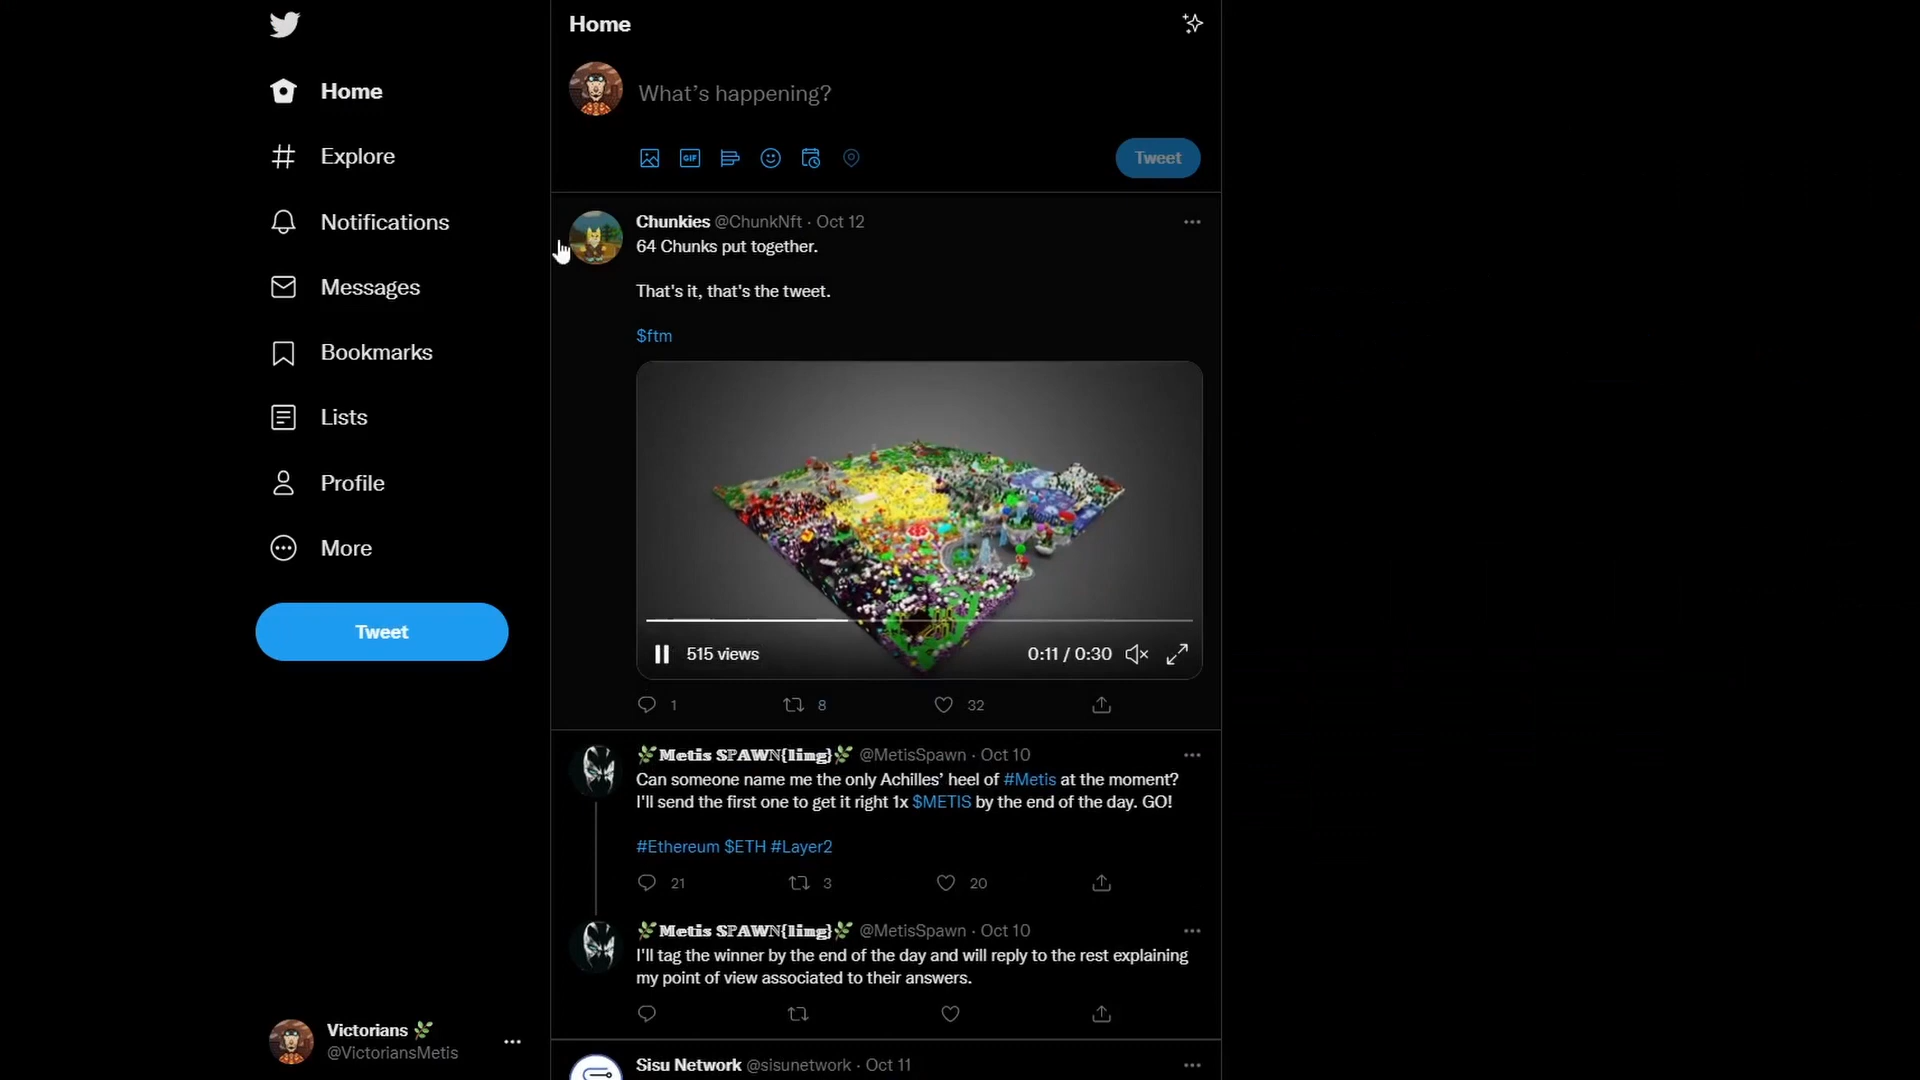 Home
Explore
Notifications
Messages
Bookmarks
Lists
Profile
More
Tweet
Victorians 🌿
@VictoriansMetis
Home
What's happening?
GIF
Tweet
Chunkies @ChunkNft · Oct 12
64 Chunks put together.
That's it, that's the tweet.
$ftm
515 views
0:11 / 0:30
1 8 32
🌿𝕄𝕖𝕥𝕚𝕤 𝕊ℙ𝔸𝕎ℕ{𝕝𝕚𝕟𝕘}🌿 @MetisSpawn · Oct 10
Can someone name me the only Achilles’ heel of #Metis at the moment?
I'll send the first one to get it right 1x $METIS by the end of the day. GO!
#Ethereum $ETH #Layer2
21 3 20
🌿𝕄𝕖𝕥𝕚𝕤 𝕊ℙ𝔸𝕎ℕ{𝕝𝕚𝕟𝕘}🌿 @MetisSpawn · Oct 10
I'll tag the winner by the end of the day and will reply to the rest explaining
my point of view associated to their answers.
Sisu Network @sisunetwork · Oct 11